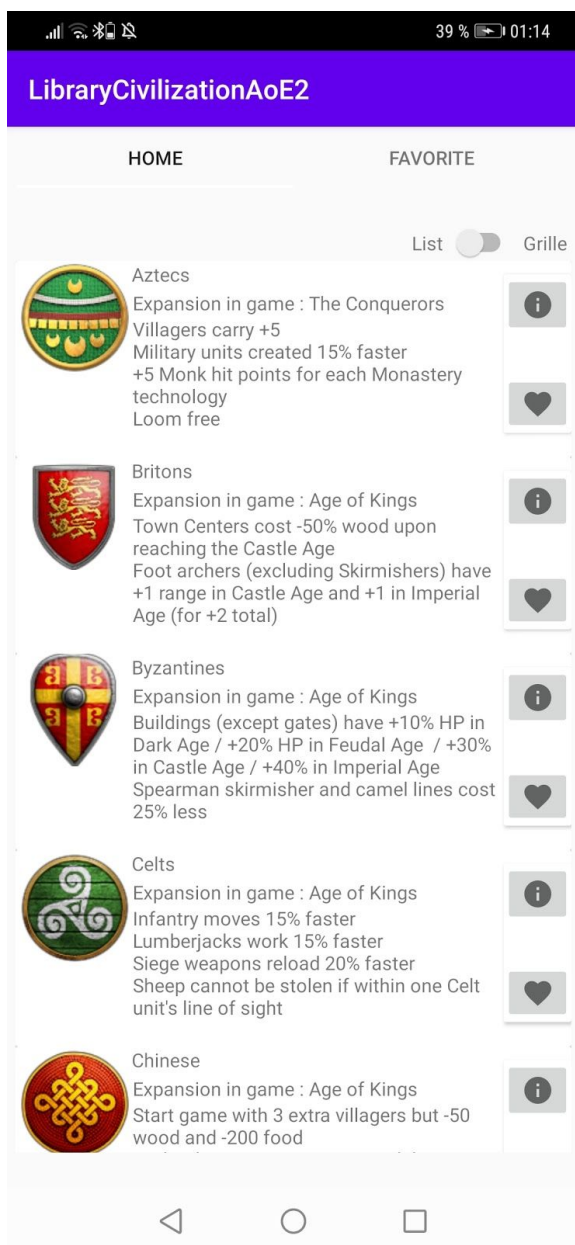 39 % 01:14
LibraryCivilizationAoE2
HOME FAVORITE
List Grille
Aztecs
Expansion in game : The Conquerors
Villagers carry +5
Military units created 15% faster
+5 Monk hit points for each Monastery
technology
Loom free
Britons
Expansion in game : Age of Kings
Town Centers cost -50% wood upon
reaching the Castle Age
Foot archers (excluding Skirmishers) have
+1 range in Castle Age and +1 in Imperial
Age (for +2 total)
Byzantines
Expansion in game : Age of Kings
Buildings (except gates) have +10% HP in
Dark Age / +20% HP in Feudal Age / +30%
in Castle Age / +40% in Imperial Age
Spearman skirmisher and camel lines cost
25% less
Celts
Expansion in game : Age of Kings
Infantry moves 15% faster
Lumberjacks work 15% faster
Siege weapons reload 20% faster
Sheep cannot be stolen if within one Celt
unit's line of sight
Chinese
Expansion in game : Age of Kings
Start game with 3 extra villagers but -50
wood and -200 food